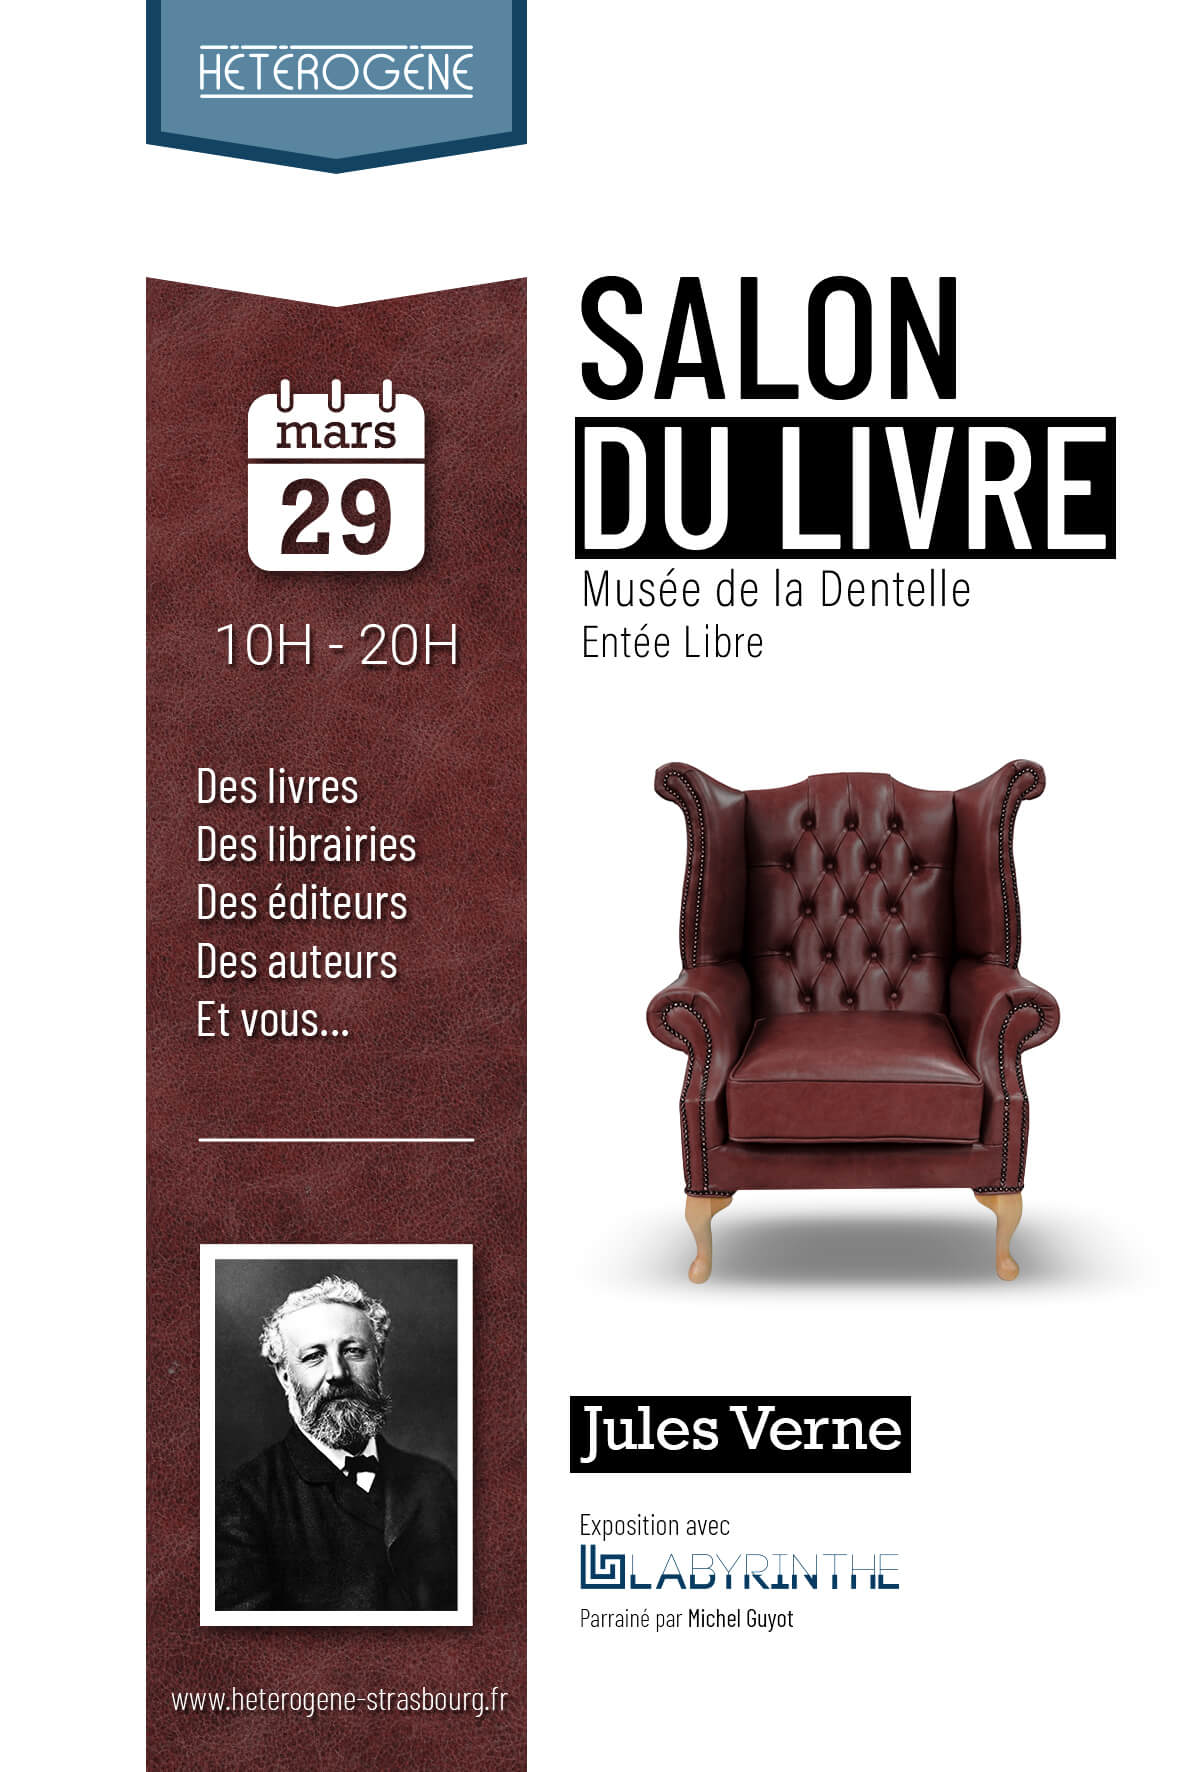 HËTËROGËNE
mars
29
10H - 20H
Des livres
Des librairies
Des éditeurs
Des auteurs
Et vous...
www.heterogene-strasbourg.fr
SALON
DU LIVRE
Musée de la Dentelle
Entée Libre
Jules Verne
Exposition avec
LABYRINTHE
Parrainé par Michel Guyot